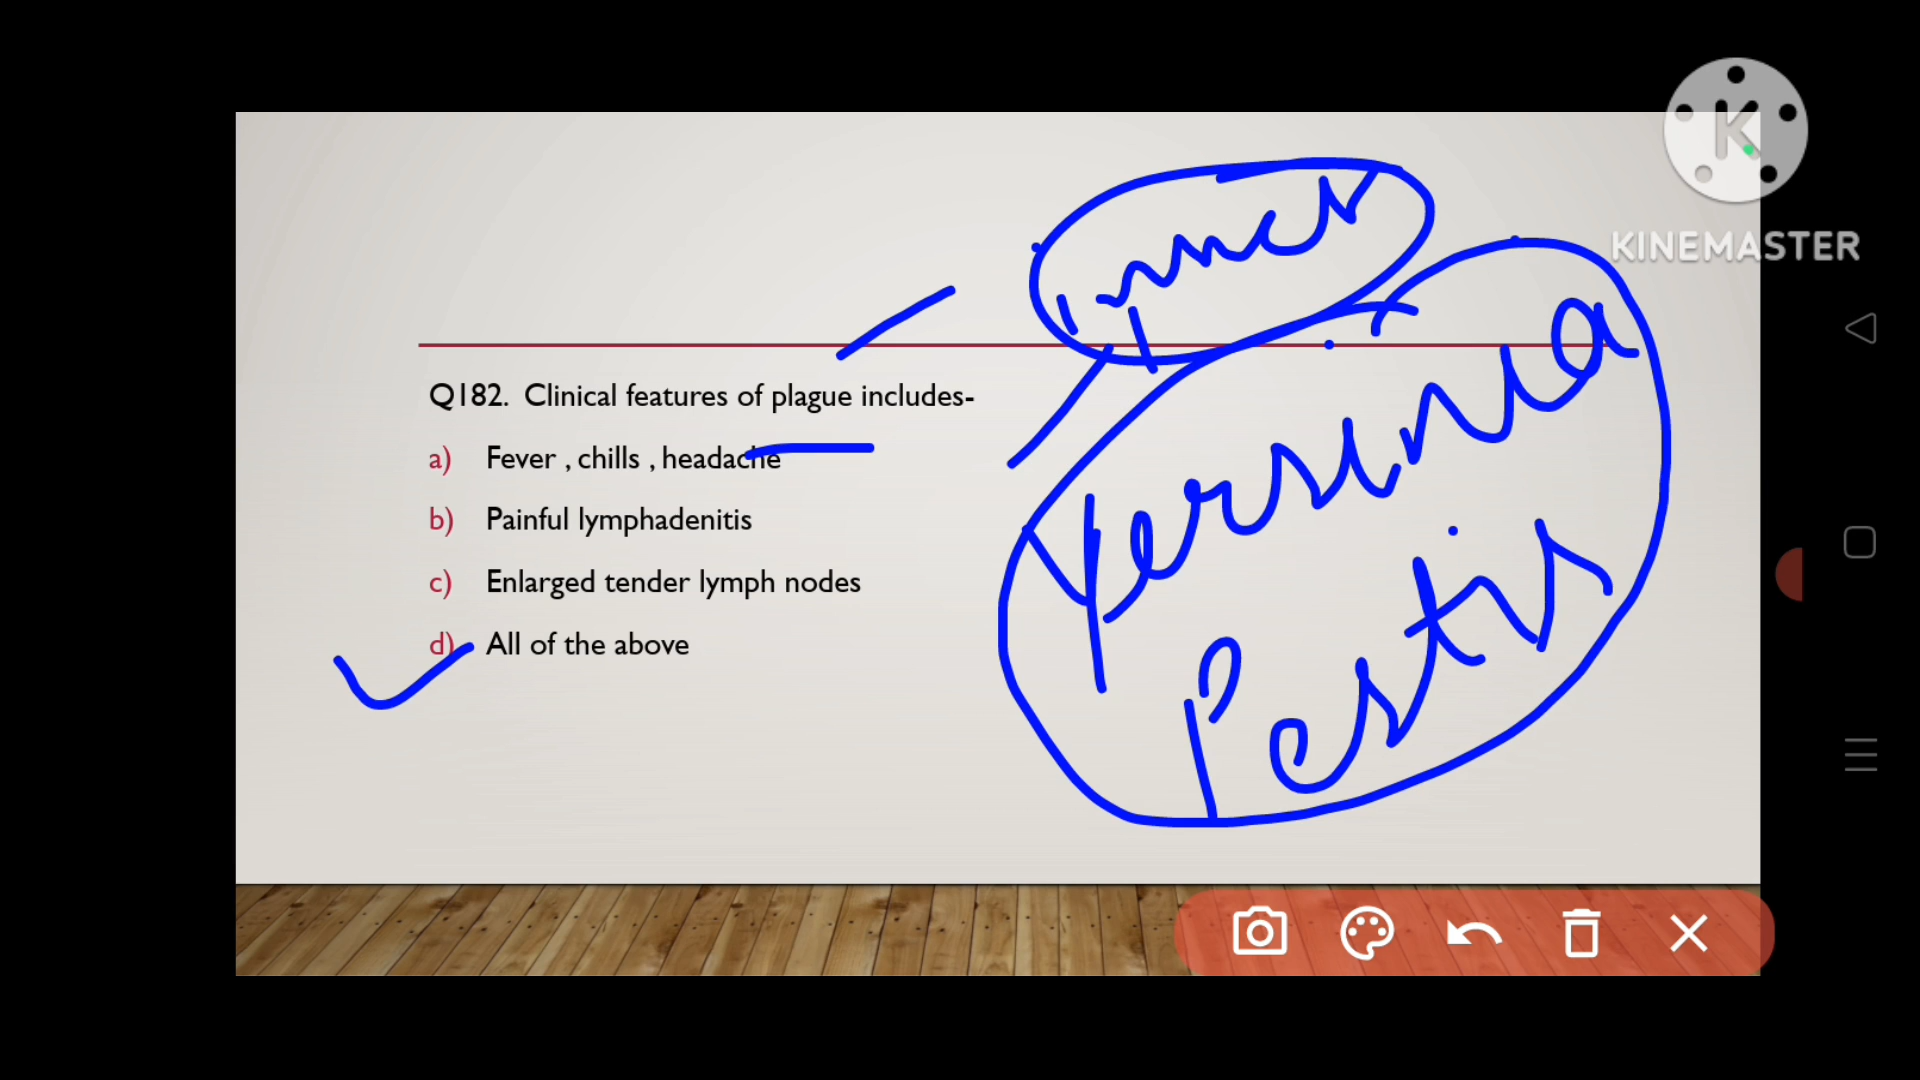 KINEMASTER
Q182. Clinical features of plague includes-
a) Fever , chills , headache
b) Painful lymphadenitis
c) Enlarged tender lymph nodes
d) All of the above
Yersinia
Pestis